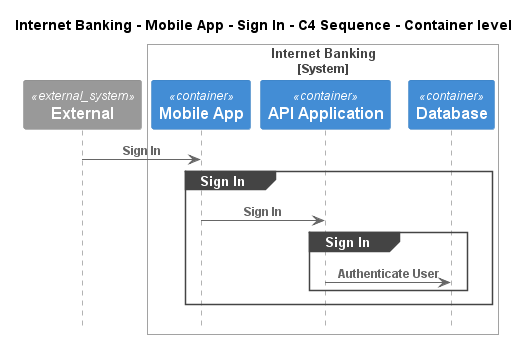 Internet Banking - Mobile App - Sign In - C4 Sequence - Container level
Internet Banking
[System]
«external_system»
External
«container»
Mobile App
«container»
API Application
«container»
Database
Sign In
Sign In
Sign In
Sign In
Authenticate User